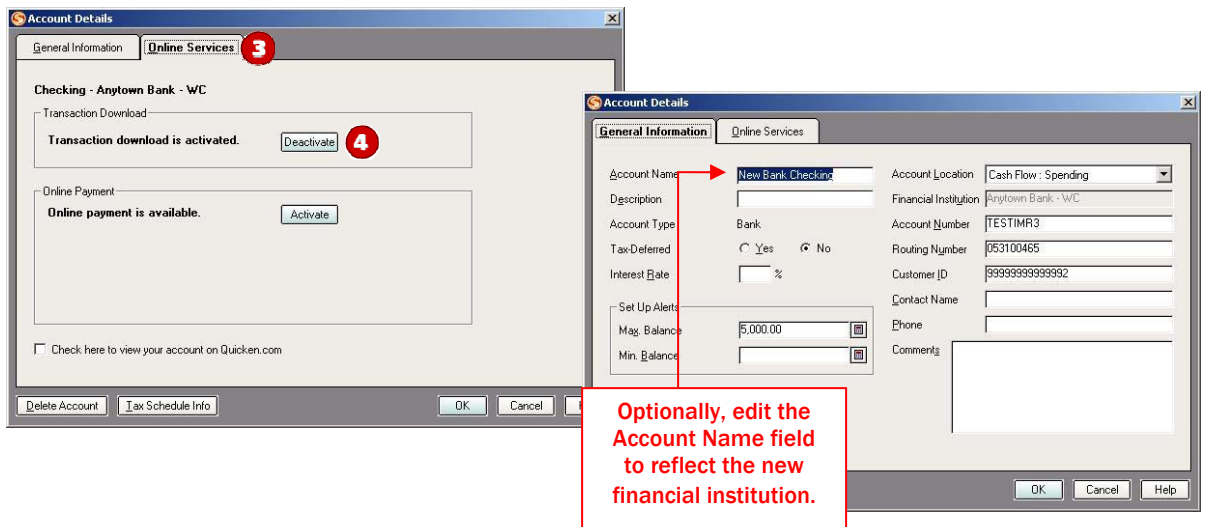 Account Details
General Information
Online Services
3
Checking - Anytown Bank - WC
Transaction Download
Transaction download is activated.
Deactivate
4
Online Payment
Online payment is available.
Activate
Check here to view your account on Quicken.com
Delete Account
Tax Schedule Info
OK
Cancel
Account Details
General Information
Online Services
Account Name
New Bank Checking
Description
Account Type
Bank
Tax-Deferred
Yes
No
Interest Rate
%
Set Up Alerts
Max. Balance
5,000.00
Min. Balance
Account Location
Cash Flow : Spending
Financial Institution
Anytown Bank - WC
Account Number
TESTIMR3
Routing Number
053100465
Customer ID
99999999999992
Contact Name
Phone
Comments
Optionally, edit the
Account Name field
to reflect the new
financial institution.
OK
Cancel
Help